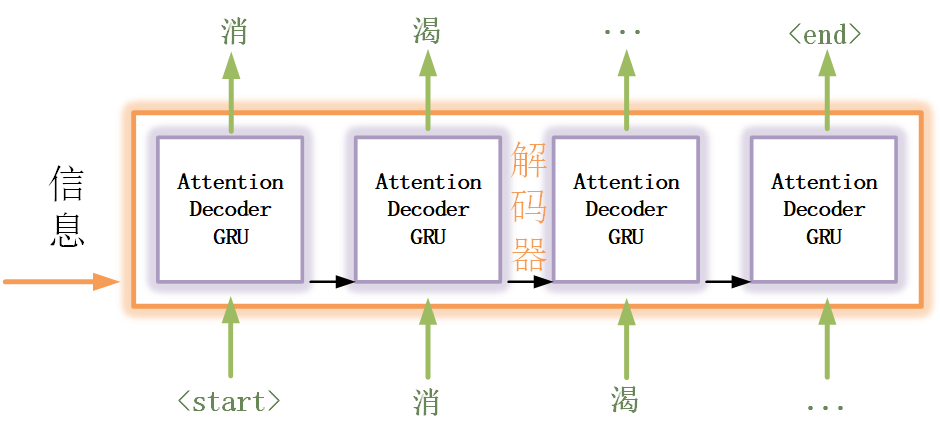 消 渴 ... <end>
信息
解码器
Attention Decoder GRU
Attention Decoder GRU
Attention Decoder GRU
Attention Decoder GRU
<start> 消 渴 ...